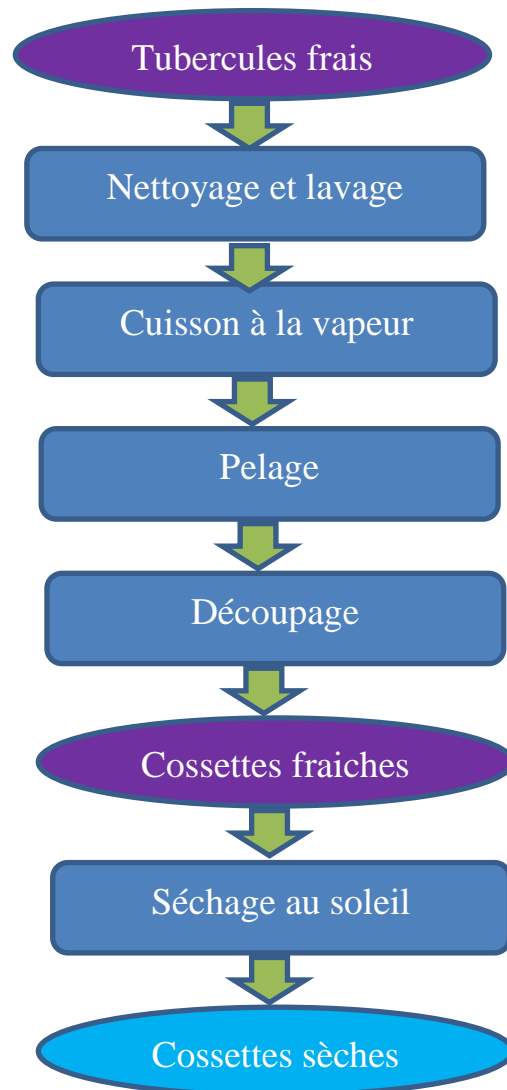 Tubercules frais
Nettoyage et lavage
Cuisson à la vapeur
Pelage
Découpage
Cossettes fraiches
Séchage au soleil
Cossettes sèches